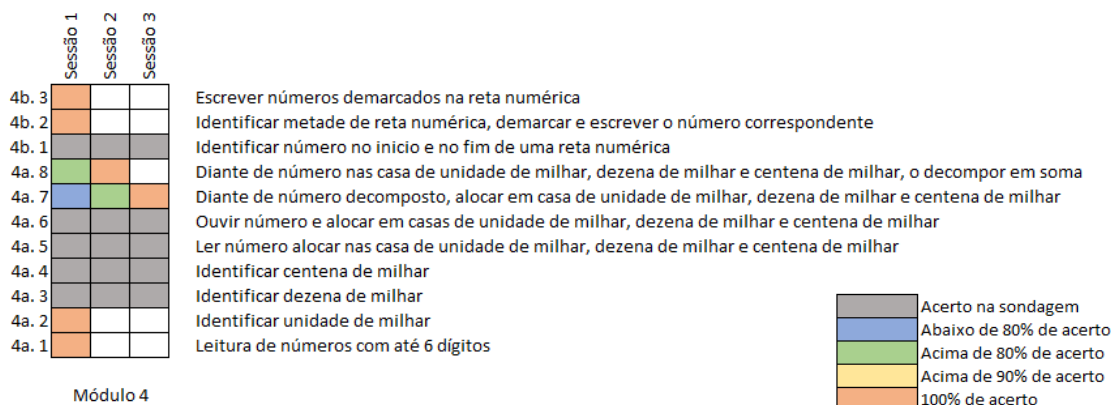 Sessão 1
Sessão 2
Sessão 3
4b. 3 Escrever números demarcados na reta numérica
4b. 2 Identificar metade de reta numérica, demarcar e escrever o número correspondente
4b. 1 Identificar número no inicio e no fim de uma reta numérica
4a. 8 Diante de número nas casa de unidade de milhar, dezena de milhar e centena de milhar, o decompor em soma
4a. 7 Diante de número decomposto, alocar em casa de unidade de milhar, dezena de milhar e centena de milhar
4a. 6 Ouvir número e alocar em casas de unidade de milhar, dezena de milhar e centena de milhar
4a. 5 Ler número alocar nas casa de unidade de milhar, dezena de milhar e centena de milhar
4a. 4 Identificar centena de milhar
4a. 3 Identificar dezena de milhar
4a. 2 Identificar unidade de milhar
4a. 1 Leitura de números com até 6 dígitos
Módulo 4
Acerto na sondagem
Abaixo de 80% de acerto
Acima de 80% de acerto
Acima de 90% de acerto
100% de acerto